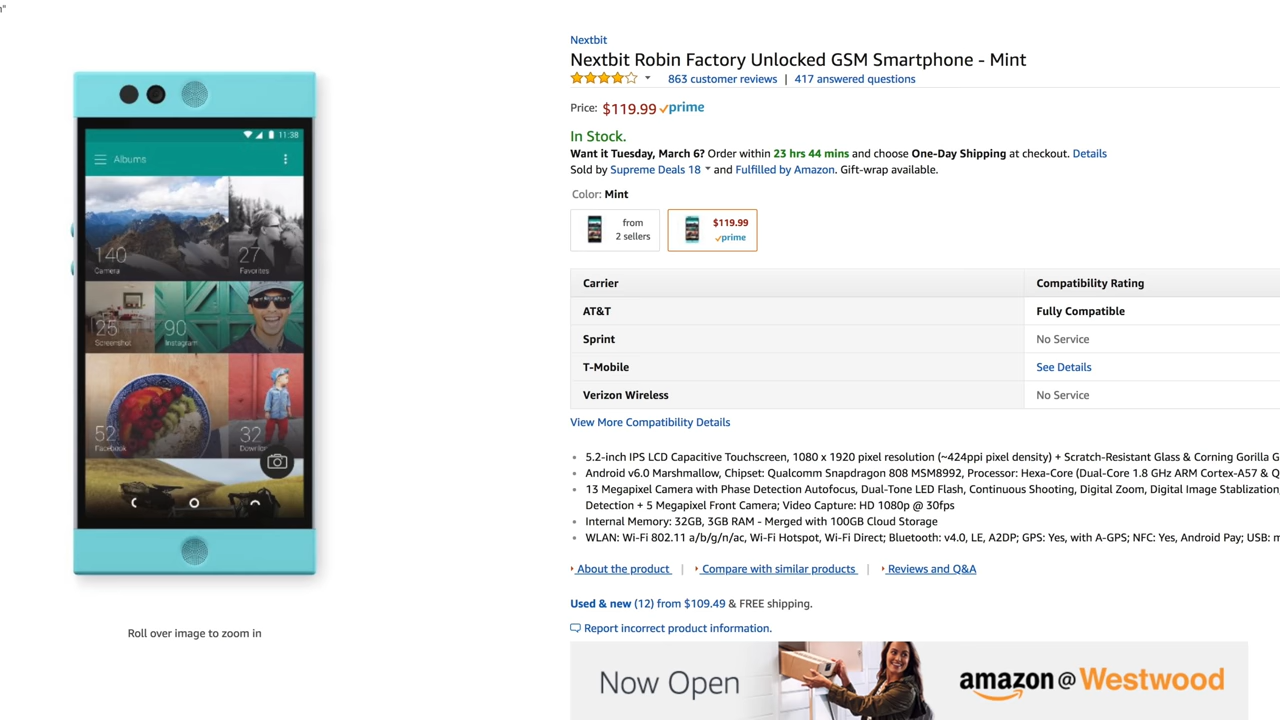 n"
Nextbit
Nextbit Robin Factory Unlocked GSM Smartphone - Mint
863 customer reviews | 417 answered questions
Price: $119.99 prime
In Stock.
Want it Tuesday, March 6? Order within 23 hrs 44 mins and choose One-Day Shipping at checkout. Details
Sold by Supreme Deals 18 and Fulfilled by Amazon. Gift-wrap available.
Color: Mint
from
2 sellers
$119.99
prime
Carrier Compatibility Rating
AT&T Fully Compatible
Sprint No Service
T-Mobile See Details
Verizon Wireless No Service
View More Compatibility Details
5.2-inch IPS LCD Capacitive Touchscreen, 1080 x 1920 pixel resolution (~424ppi pixel density) + Scratch-Resistant Glass & Corning Gorilla G
Android v6.0 Marshmallow, Chipset: Qualcomm Snapdragon 808 MSM8992, Processor: Hexa-Core (Dual-Core 1.8 GHz ARM Cortex-A57 & Q
13 Megapixel Camera with Phase Detection Autofocus, Dual-Tone LED Flash, Continuous Shooting, Digital Zoom, Digital Image Stablization,
Detection + 5 Megapixel Front Camera; Video Capture: HD 1080p @ 30fps
Internal Memory: 32GB, 3GB RAM - Merged with 100GB Cloud Storage
WLAN: Wi-Fi 802.11 a/b/g/n/ac, Wi-Fi Hotspot, Wi-Fi Direct; Bluetooth: v4.0, LE, A2DP; GPS: Yes, with A-GPS; NFC: Yes, Android Pay; USB: m
About the product | Compare with similar products | Reviews and Q&A
Used & new (12) from $109.49 & FREE shipping.
Report incorrect product information.
Now Open
amazon@Westwood
11:38
Albums
140
Camera
27
Favorites
25
Screenshot
90
Instagram
52
Facebook
32
Roll over image to zoom in